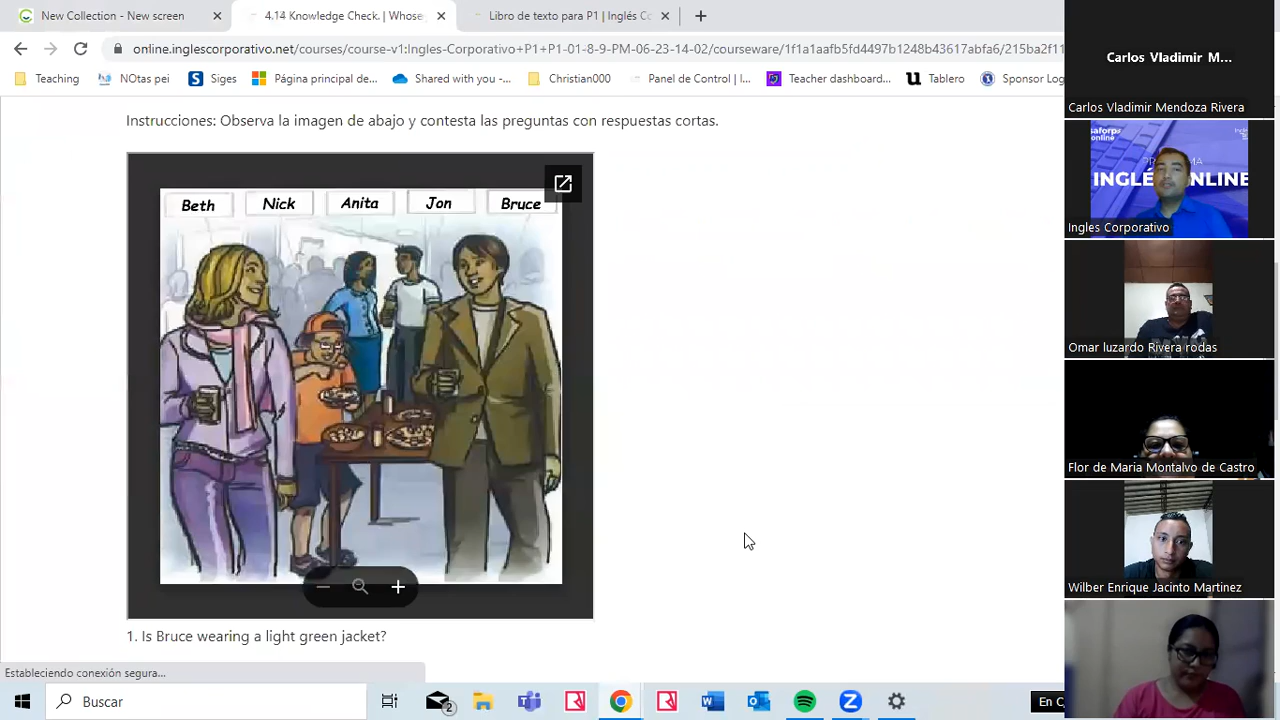 New Collection - New screen
4.14 Knowledge Check. | Whose
Libro de texto para P1 | Inglés Co
online.inglescorporativo.net/courses/course-v1:Ingles-Corporativo+P1+P1-01-8-9-PM-06-23-14-02/courseware/1f1a1aafb5fd4497b1248b43617abfa6/215ba2f11
Teaching
NOtas pei
Siges
Página principal de...
Shared with you -...
Christian000
Panel de Control | I...
Teacher dashboard...
Tablero
Sponsor Log
Instrucciones: Observa la imagen de abajo y contesta las preguntas con respuestas cortas.
Beth
Nick
Anita
Jon
Bruce
1. Is Bruce wearing a light green jacket?
Estableciendo conexión segura...
Buscar
2
En C
Carlos Vladimir M...
Carlos Vladimir Mendoza Rivera
INGLÉS ONLINE
Ingles Corporativo
Omar luzardo Rivera rodas
Flor de Maria Montalvo de Castro
Wilber Enrique Jacinto Martinez